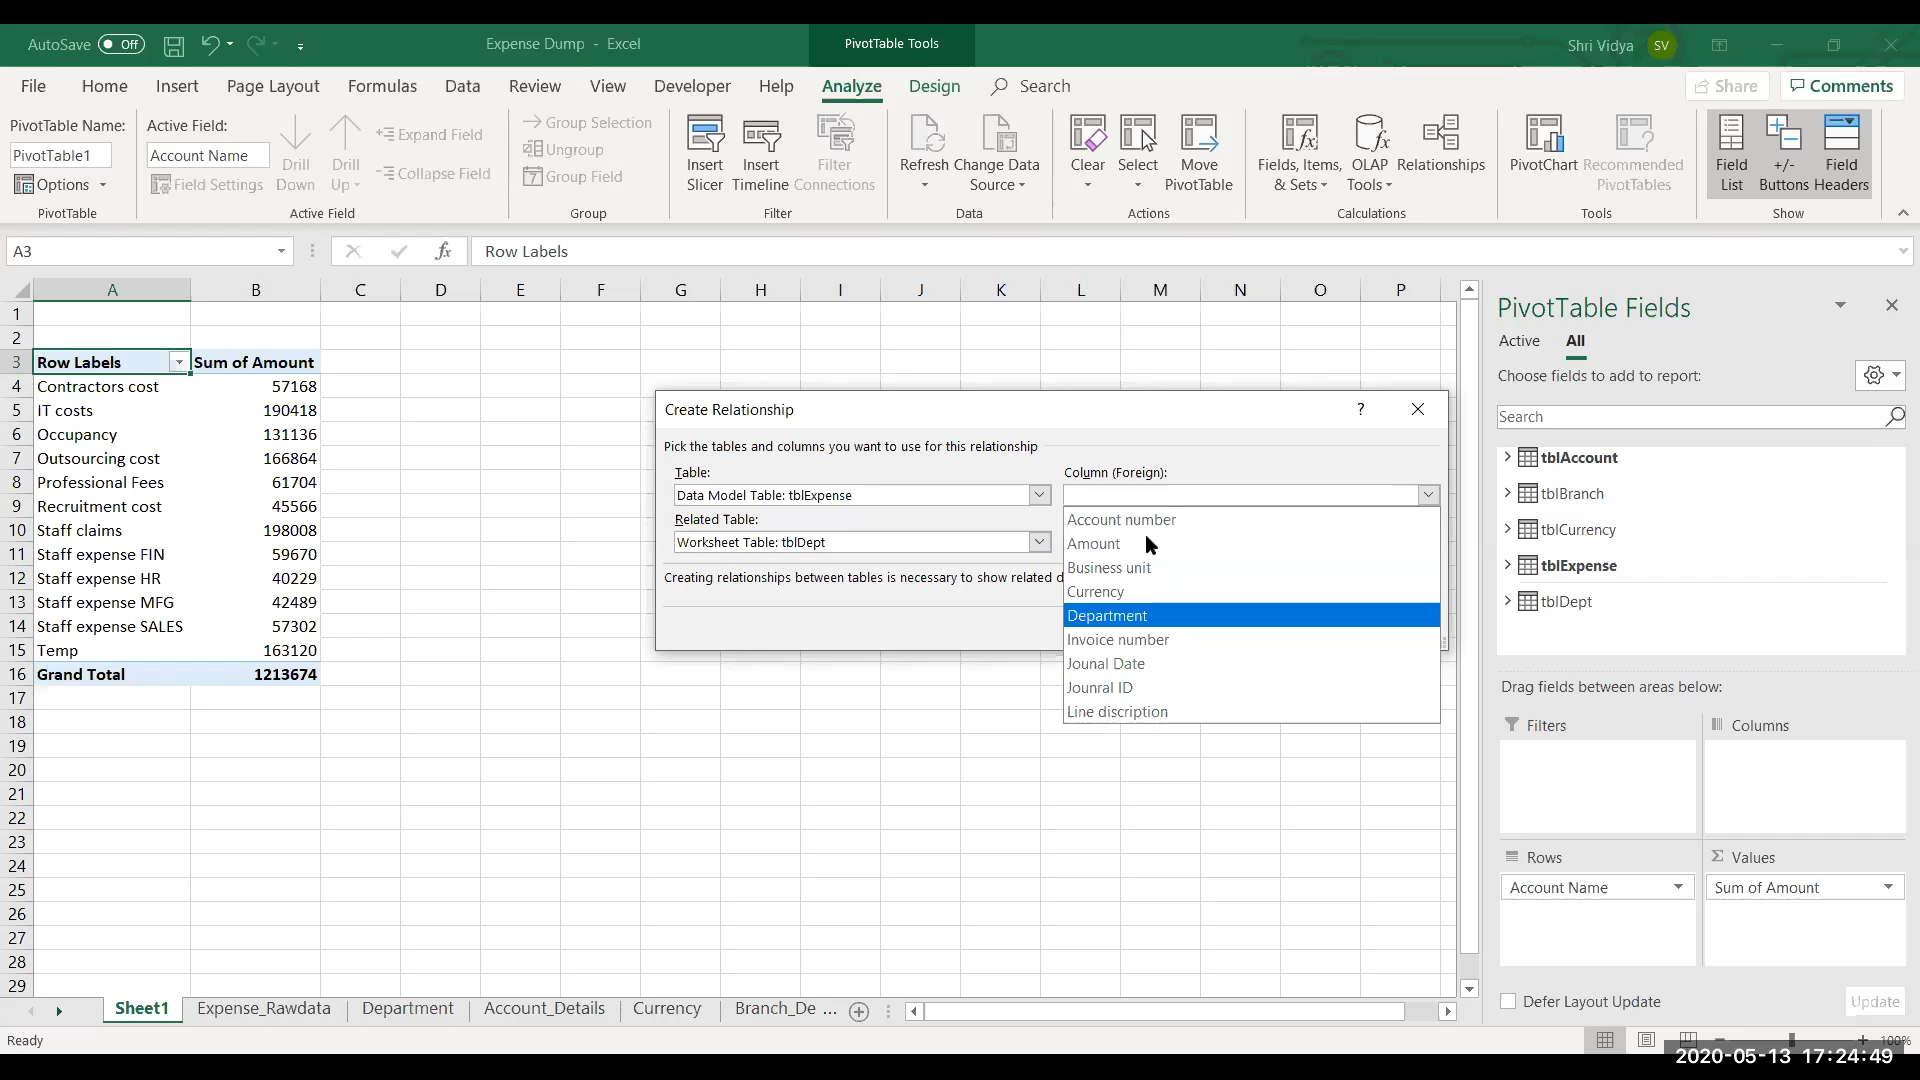 AutoSave Off
Expense Dump - Excel
PivotTable Tools
Shri Vidya SV
File Home Insert Page Layout Formulas Data Review View Developer Help Analyze Design Search Share Comments
PivotTable Name:
PivotTable1
Options
PivotTable
Active Field:
Account Name
Field Settings
Drill Down
Drill Up
Expand Field
Collapse Field
Active Field
Group Selection
Ungroup
Group Field
Group
Insert Slicer
Insert Timeline
Filter Connections
Filter
Refresh
Change Data Source
Data
Clear
Select
Move PivotTable
Actions
Fields, Items, & Sets
OLAP Tools
Relationships
Calculations
PivotChart
Recommended PivotTables
Tools
Field List
+/- Buttons
Field Headers
Show
A3
fx
Row Labels
A B C D E F G H I J K L M N O P
1
2
3 Row Labels Sum of Amount
4 Contractors cost 57168
5 IT costs 190418
6 Occupancy 131136
7 Outsourcing cost 166864
8 Professional Fees 61704
9 Recruitment cost 45566
10 Staff claims 198008
11 Staff expense FIN 59670
12 Staff expense HR 40229
13 Staff expense MFG 42489
14 Staff expense SALES 57302
15 Temp 163120
16 Grand Total 1213674
17
18
19
20
21
22
23
24
25
26
27
28
29
Create Relationship ?
Pick the tables and columns you want to use for this relationship
Table:
Data Model Table: tblExpense
Column (Foreign):
Related Table:
Worksheet Table: tblDept
Creating relationships between tables is necessary to show related d
Account number
Amount
Business unit
Currency
Department
Invoice number
Jounal Date
Jounral ID
Line discription
PivotTable Fields
Active All
Choose fields to add to report:
Search
tblAccount
tblBranch
tblCurrency
tblExpense
tblDept
Drag fields between areas below:
Filters
Columns
Rows
Account Name
Σ Values
Sum of Amount
Defer Layout Update
Update
Sheet1 Expense_Rawdata Department Account_Details Currency Branch_De ...
Ready
100%
2020-05-13 17:24:49